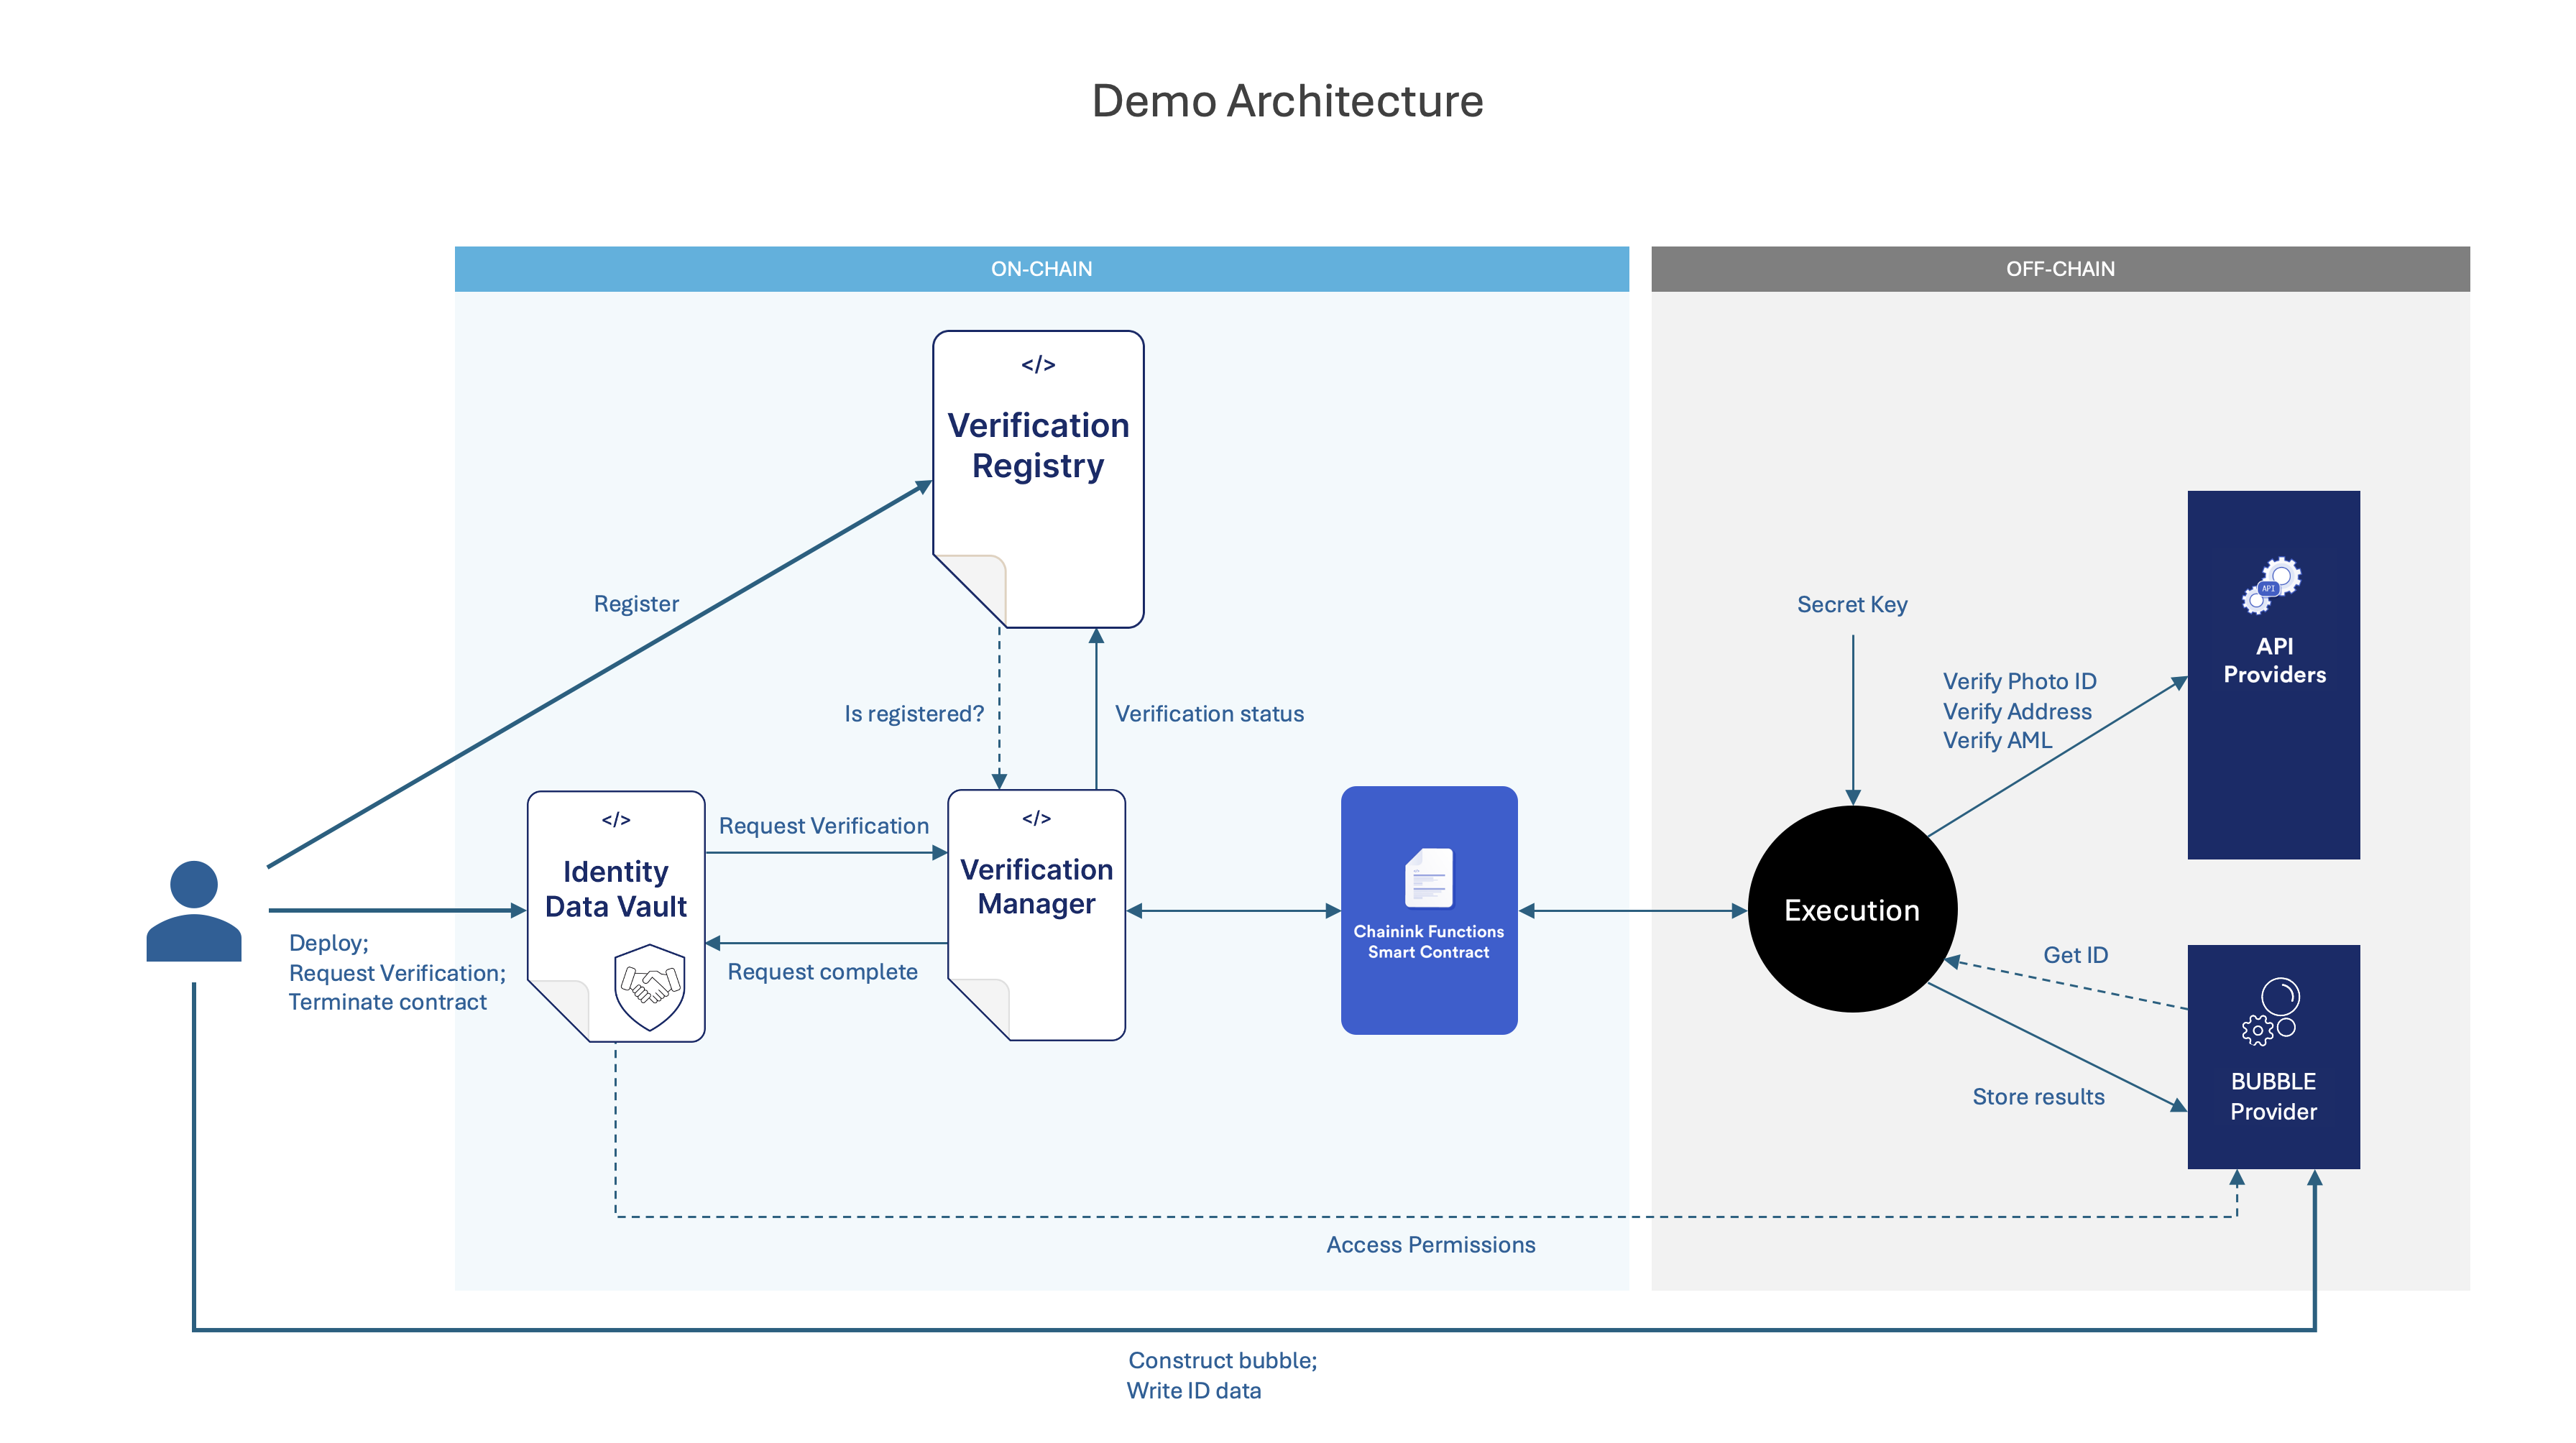 Demo Architecture
ON-CHAIN
OFF-CHAIN
</>
Verification
Registry
Register
Is registered?
Verification status
Secret Key
Verify Photo ID
Verify Address
Verify AML
API
API
Providers
</>
Identity
Data Vault
Request Verification
Request complete
</>
Verification
Manager
Chainink Functions
Smart Contract
Execution
Deploy;
Request Verification;
Terminate contract
Get ID
Store results
BUBBLE
Provider
Access Permissions
Construct bubble;
Write ID data